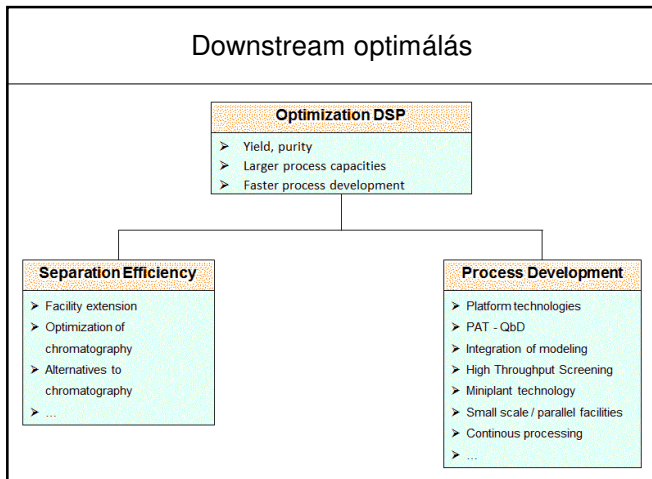 Downstream optimálás
Optimization DSP
➢ Yield, purity
➢ Larger process capacities
➢ Faster process development
Separation Efficiency
➢ Facility extension
➢ Optimization of
chromatography
➢ Alternatives to
chromatography
➢ ...
Process Development
➢ Platform technologies
➢ PAT - QbD
➢ Integration of modeling
➢ High Throughput Screening
➢ Miniplant technology
➢ Small scale / parallel facilities
➢ Continous processing
➢ ...